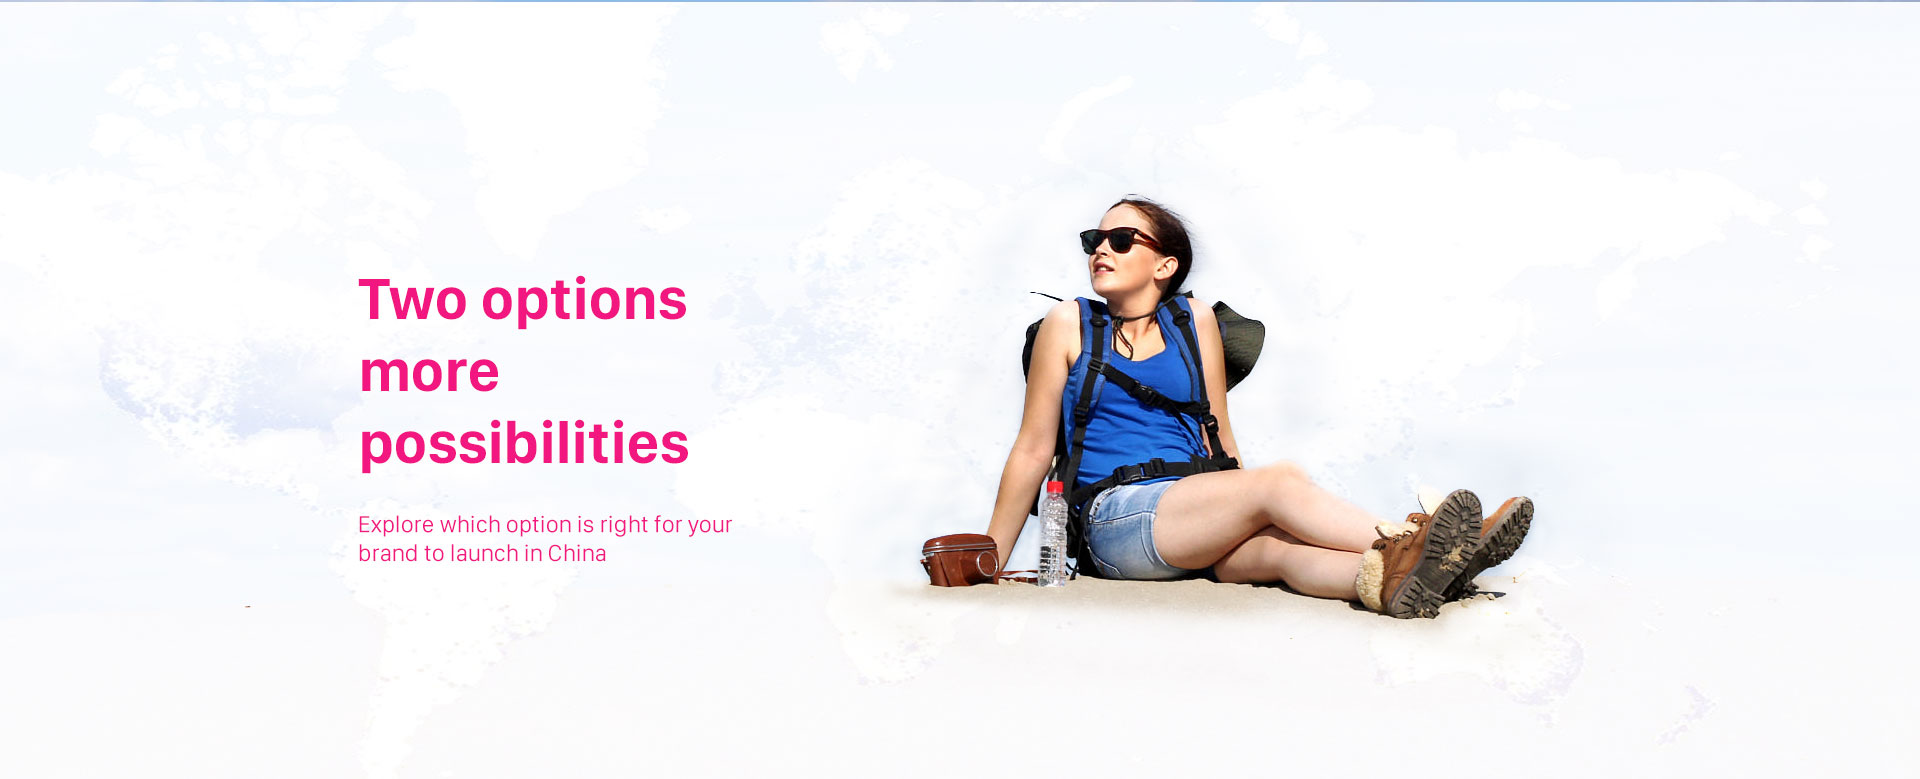 Two options
more
possibilities
Explore which option is right for your
brand to launch in China